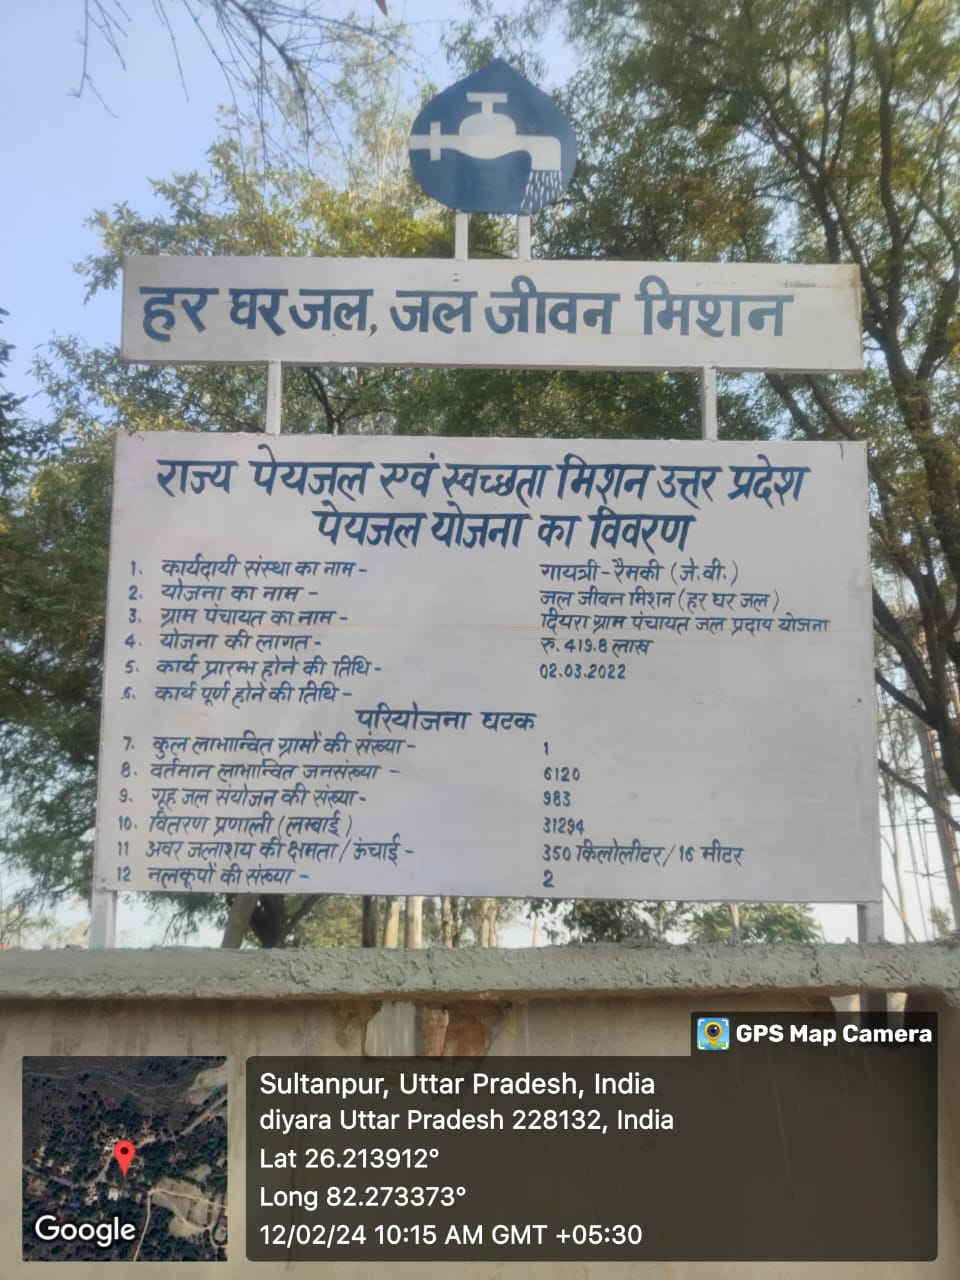 हर घर जल, जल जीवन मिशन
राज्य पेयजल एवं स्वच्छता मिशन उत्तर प्रदेश
पेयजल योजना का विवरण
1. कार्यदायी संस्था का नाम - गायत्री-रैमकी (जे.वी.)
2. योजना का नाम - जल जीवन मिशन (हर घर जल)
3. ग्राम पंचायत का नाम - दियरा ग्राम पंचायत जल प्रदाय योजना
4. योजना की लागत - रु. 419.8 लाख
5. कार्य प्रारम्भ होने की तिथि - 02.03.2022
6. कार्य पूर्ण होने की तिथि -
परियोजना घटक
7. कुल लाभान्वित ग्रामों की संख्या - 1
8. वर्तमान लाभान्वित जनसंख्या - 6120
9. गृह जल संयोजन की संख्या - 983
10. वितरण प्रणाली (लम्बाई) 31294
11 अवर जलाशय की क्षमता / ऊंचाई - 350 किलोलीटर / 16 मीटर
12 नलकूपों की संख्या - 2
GPS Map Camera
Sultanpur, Uttar Pradesh, India
diyara Uttar Pradesh 228132, India
Lat 26.213912°
Long 82.273373°
12/02/24 10:15 AM GMT +05:30
Google